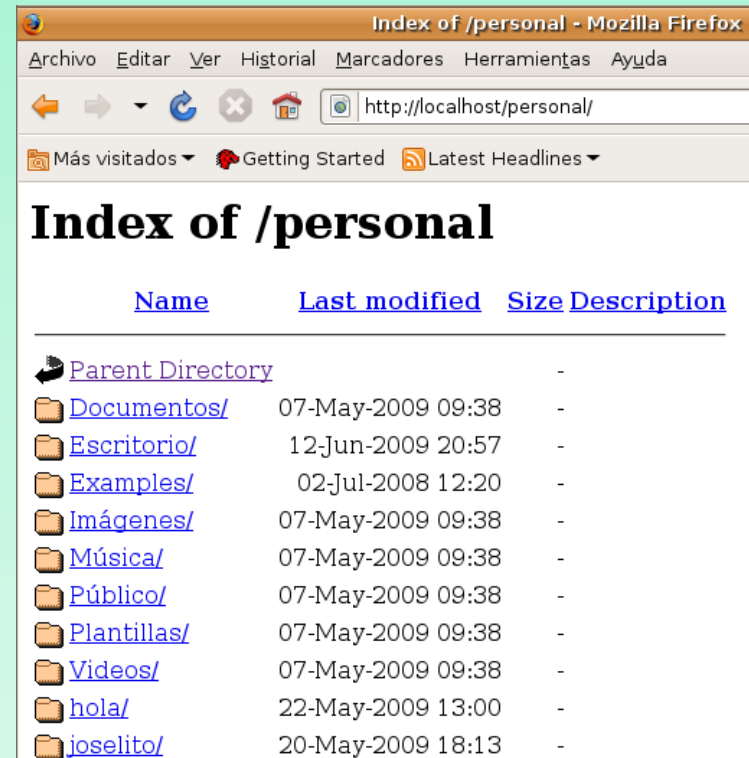 Index of /personal - Mozilla Firefox
Archivo Editar Ver Historial Marcadores Herramientas Ayuda
http://localhost/personal/
Más visitados Getting Started Latest Headlines
Index of /personal
Name Last modified Size Description
Parent Directory -
Documentos/ 07-May-2009 09:38 -
Escritorio/ 12-Jun-2009 20:57 -
Examples/ 02-Jul-2008 12:20 -
Imágenes/ 07-May-2009 09:38 -
Música/ 07-May-2009 09:38 -
Público/ 07-May-2009 09:38 -
Plantillas/ 07-May-2009 09:38 -
Videos/ 07-May-2009 09:38 -
hola/ 22-May-2009 13:00 -
joselito/ 20-May-2009 18:13 -